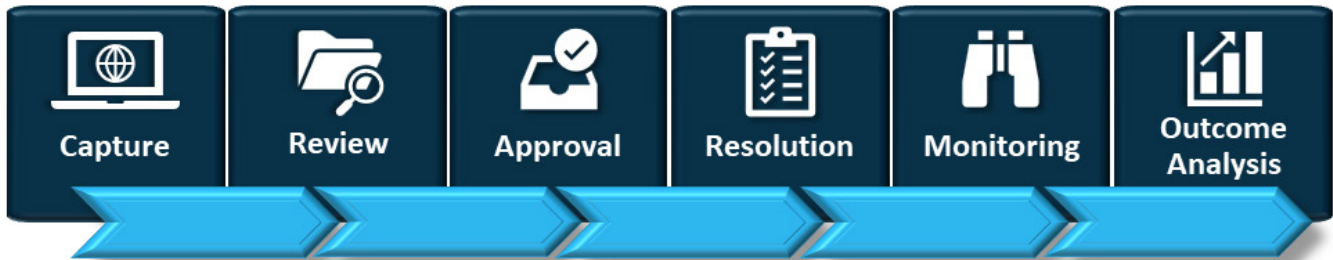 Capture
Review
Approval
Resolution
Monitoring
Outcome
Analysis